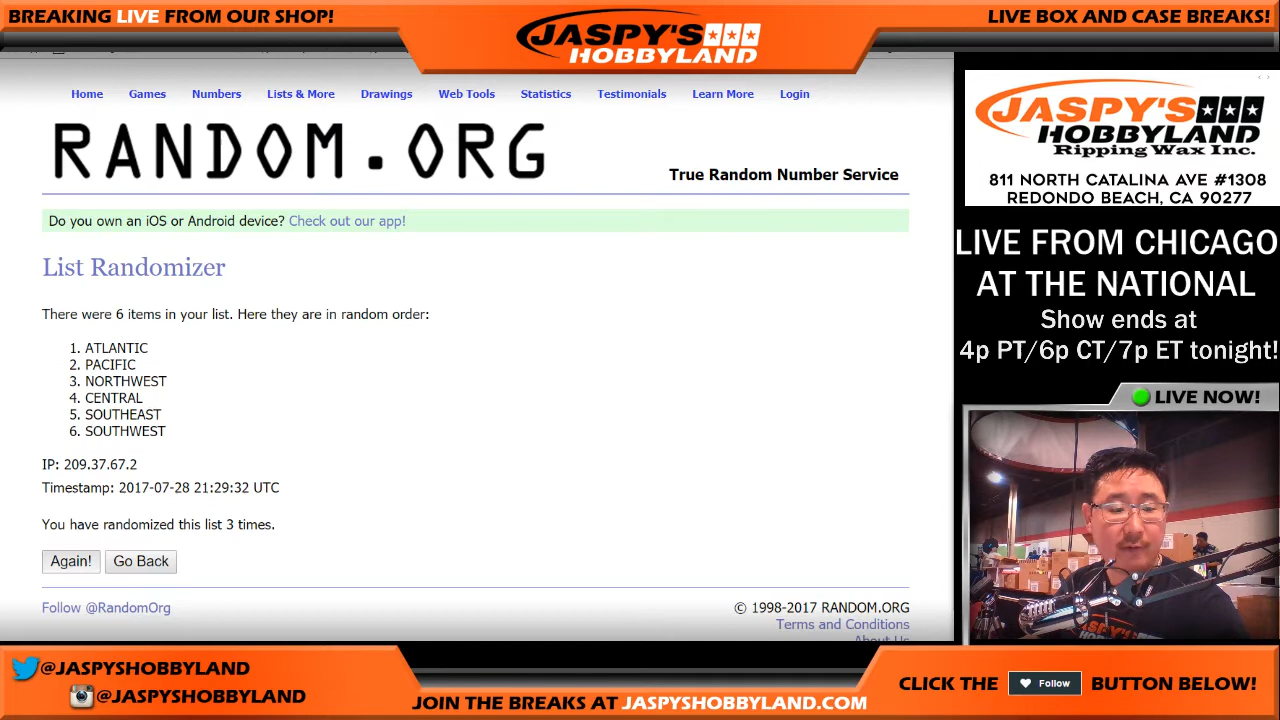 BREAKING LIVE FROM OUR SHOP!
JASPY'S
HOBBYLAND
LIVE BOX AND CASE BREAKS!
Home Games Numbers Lists & More Drawings Web Tools Statistics Testimonials Learn More Login
RANDOM.ORG
True Random Number Service
Do you own an iOS or Android device? Check out our app!
List Randomizer
There were 6 items in your list. Here they are in random order:
1. ATLANTIC
2. PACIFIC
3. NORTHWEST
4. CENTRAL
5. SOUTHEAST
6. SOUTHWEST
IP: 209.37.67.2
Timestamp: 2017-07-28 21:29:32 UTC
You have randomized this list 3 times.
Again! Go Back
Follow @RandomOrg
© 1998-2017 RANDOM.ORG
Terms and Conditions
About Us
JASPY'S
HOBBYLAND
Ripping Wax Inc.
811 NORTH CATALINA AVE #1308
REDONDO BEACH, CA 90277
LIVE FROM CHICAGO
AT THE NATIONAL
Show ends at
4p PT/6p CT/7p ET tonight!
LIVE NOW!
JASPY'S
HOBBYLAND
@JASPYSHOBBYLAND
@JASPYSHOBBYLAND
JOIN THE BREAKS AT JASPYSHOBBYLAND.COM
CLICK THE Follow BUTTON BELOW!